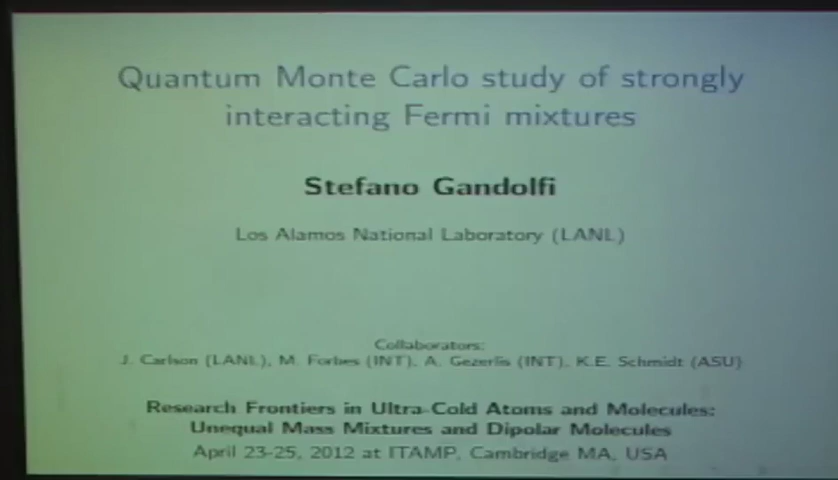 Quantum Monte Carlo study of strongly
interacting Fermi mixtures
Stefano Gandolfi
Los Alamos National Laboratory (LANL)
Collaborators:
J. Carlson (LANL), M. Forbes (INT), A. Gezerlis (INT), K.E. Schmidt (ASU)
Research Frontiers in Ultra-Cold Atoms and Molecules:
Unequal Mass Mixtures and Dipolar Molecules
April 23-25, 2012 at ITAMP, Cambridge MA, USA